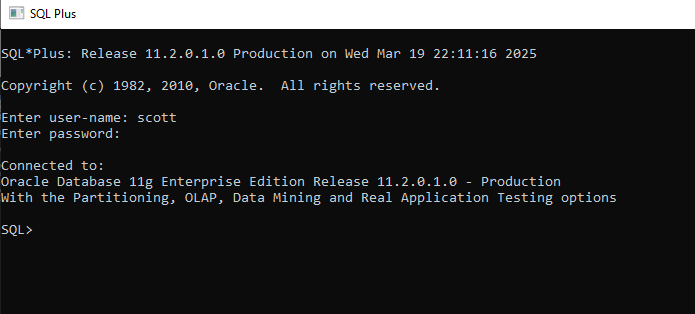 SQL Plus
SQL*Plus: Release 11.2.0.1.0 Production on Wed Mar 19 22:11:16 2025
Copyright (c) 1982, 2010, Oracle.  All rights reserved.
Enter user-name: scott
Enter password:
Connected to:
Oracle Database 11g Enterprise Edition Release 11.2.0.1.0 - Production
With the Partitioning, OLAP, Data Mining and Real Application Testing options
SQL>